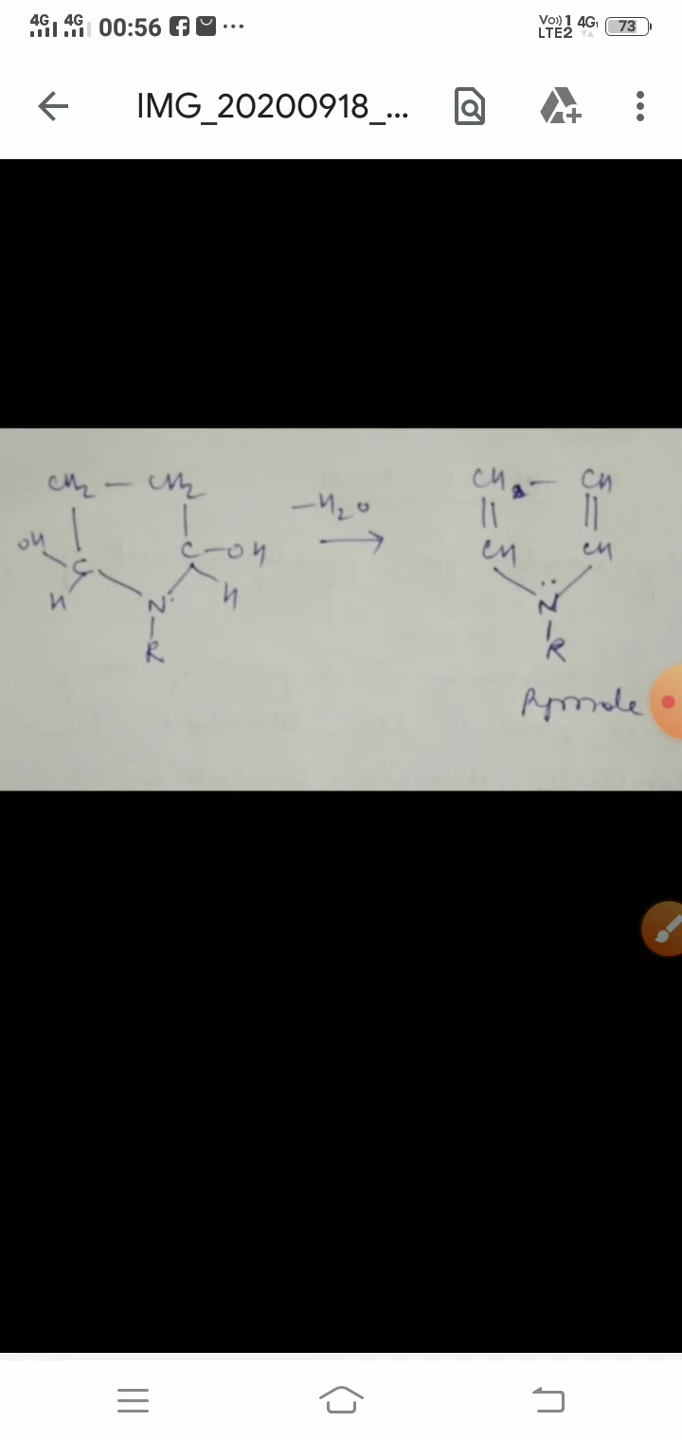 4G 4G 00:56 ... Vo)) 1 4G LTE2 73
IMG_20200918_...
CH2 — CH2 -H2O CH — CH
OH C C-OH CH CH
H N H N
R R
Pyrrole